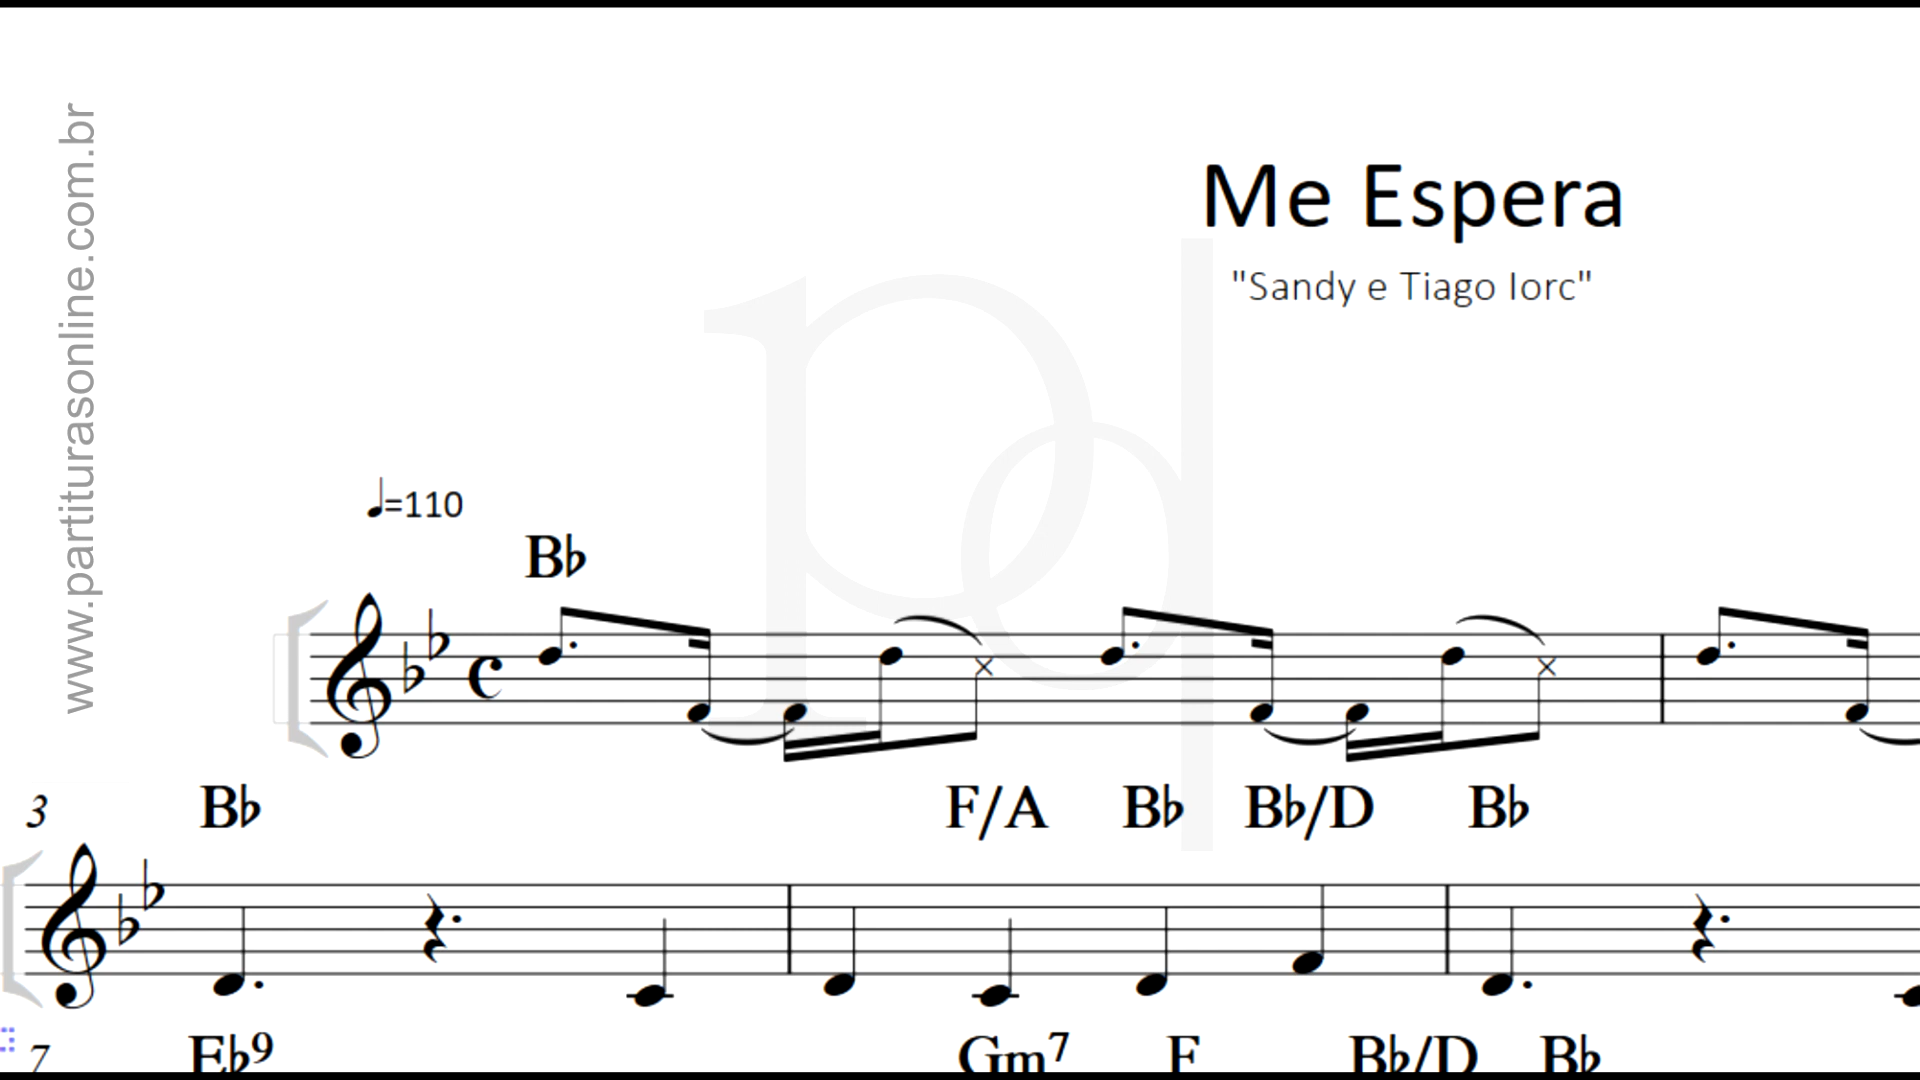 www.partiturasonline.com.br
Me Espera
"Sandy e Tiago Iorc"
♩=110
B♭
3 B♭ F/A B♭ B♭/D B♭
7 E♭9 Gm7 F B♭/D B♭